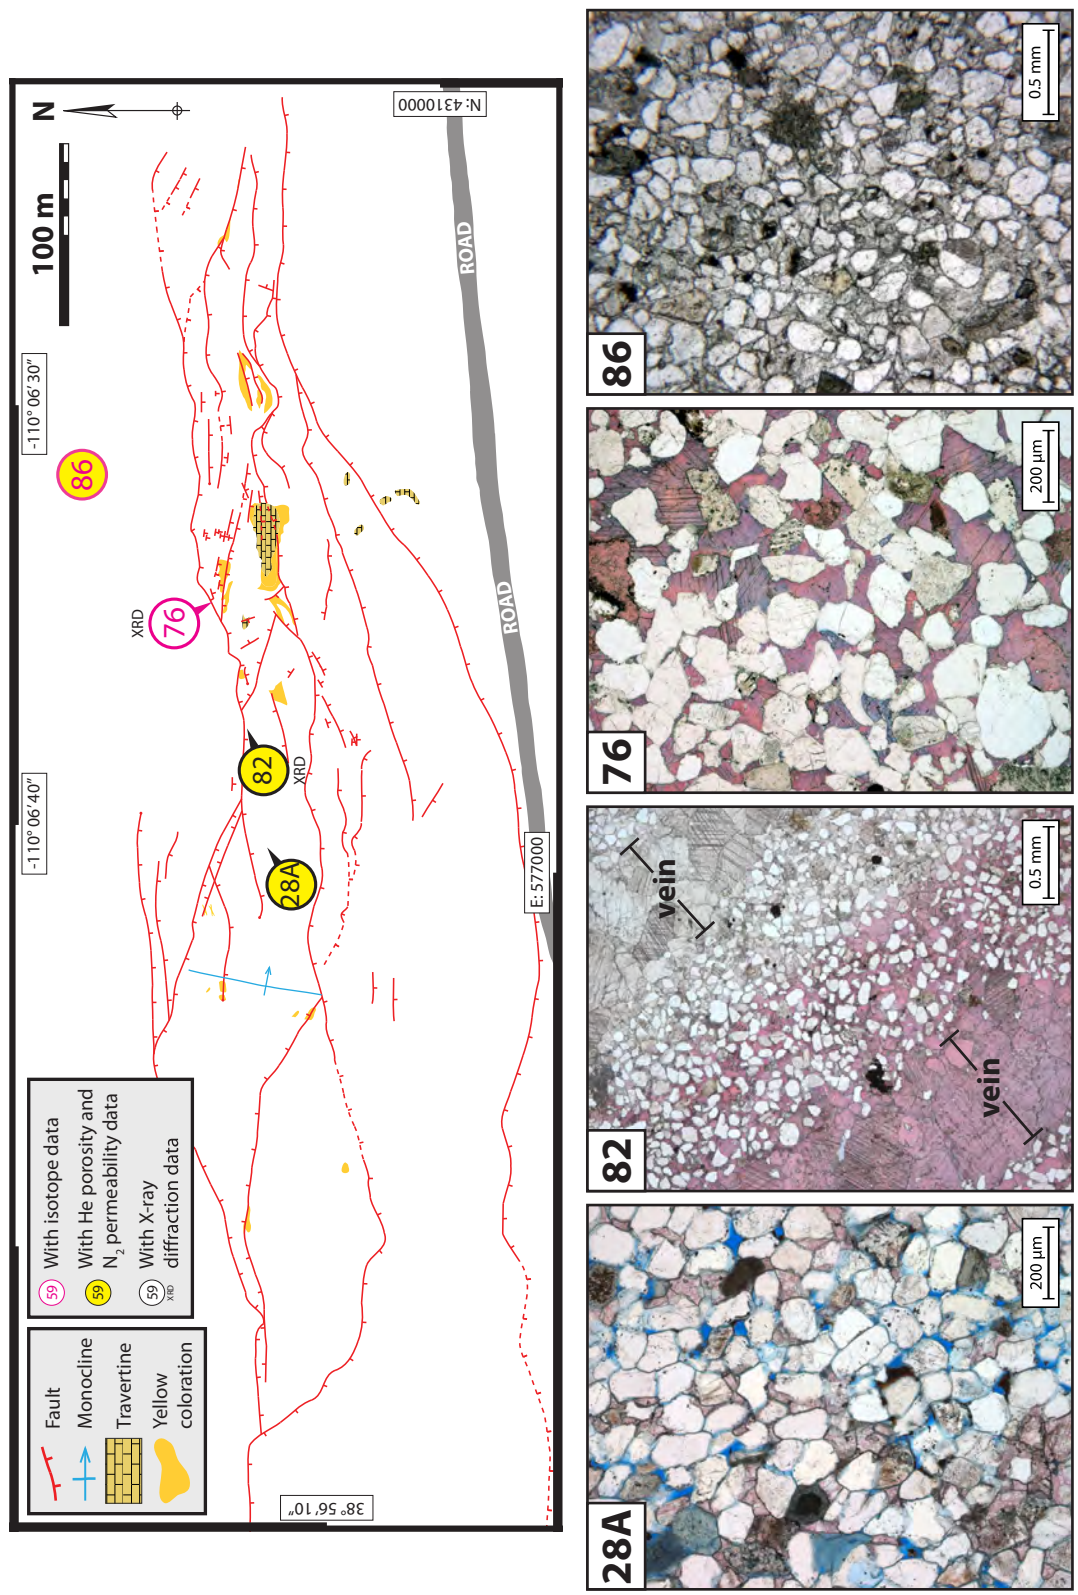 Fault
Monocline
Travertine
Yellow
coloration
59 With isotope data
59 With He porosity and
N2 permeability data
59 With X-ray
XRD diffraction data
-110° 06′ 40″
-110° 06′ 30″
100 m
N
86
XRD
76
82
XRD
28A
ROAD
ROAD
38° 56′ 10″
E: 577000
N: 4310000
28A
200 µm
82
vein
vein
0.5 mm
76
200 µm
86
0.5 mm